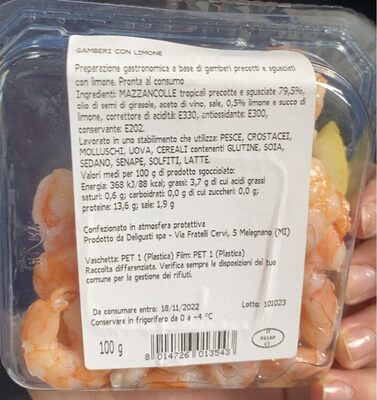 GAMBERI CON LIMONE
Preparazione gastronomica a base di gamberi precotti e sgusciati
con limone. Pronta al consumo
Ingredienti: MAZZANCOLLE tropicali precotte e sgusciate 79,5%,
olio di semi di girasole, aceto di vino, sale, 0,5% limone e succo di
limone, correttore di acidità: E330, antiossidante: E300,
conservante: E202.
Lavorato in uno stabilimento che utilizza: PESCE, CROSTACEI,
MOLLUSCHI, UOVA, CEREALI contenenti GLUTINE, SOIA,
SEDANO, SENAPE, SOLFITI, LATTE.
Valori medi per 100 g di prodotto sgocciolato:
Energia: 368 kJ/88 kcal; grassi: 3,7 g di cui acidi grassi
saturi: 0,6 g; carboidrati: 0,0 g di cui zuccheri: 0,0 g;
proteine: 13,6 g; sale: 1,9 g
Confezionato in atmosfera protettiva
Prodotto da Deligusti spa - Via Fratelli Cervi, 5 Melegnano (MI)
Vaschetta: PET 1 (Plastica) Film: PET 1 (Plastica)
Raccolta differenziata. Verifica sempre le disposizioni del tuo
comune per la gestione dei rifiuti.
Da consumare entro: 18/11/2022
Lotto: 101023
Conservare in frigorifero da 0 a +4 °C
100 g
8 014726 013543
IT
CE